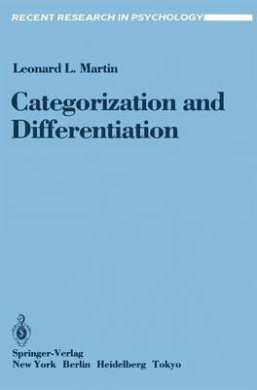 RECENT RESEARCH IN PSYCHOLOGY
Leonard L. Martin
Categorization and
Differentiation
Springer-Verlag
New York Berlin Heidelberg Tokyo